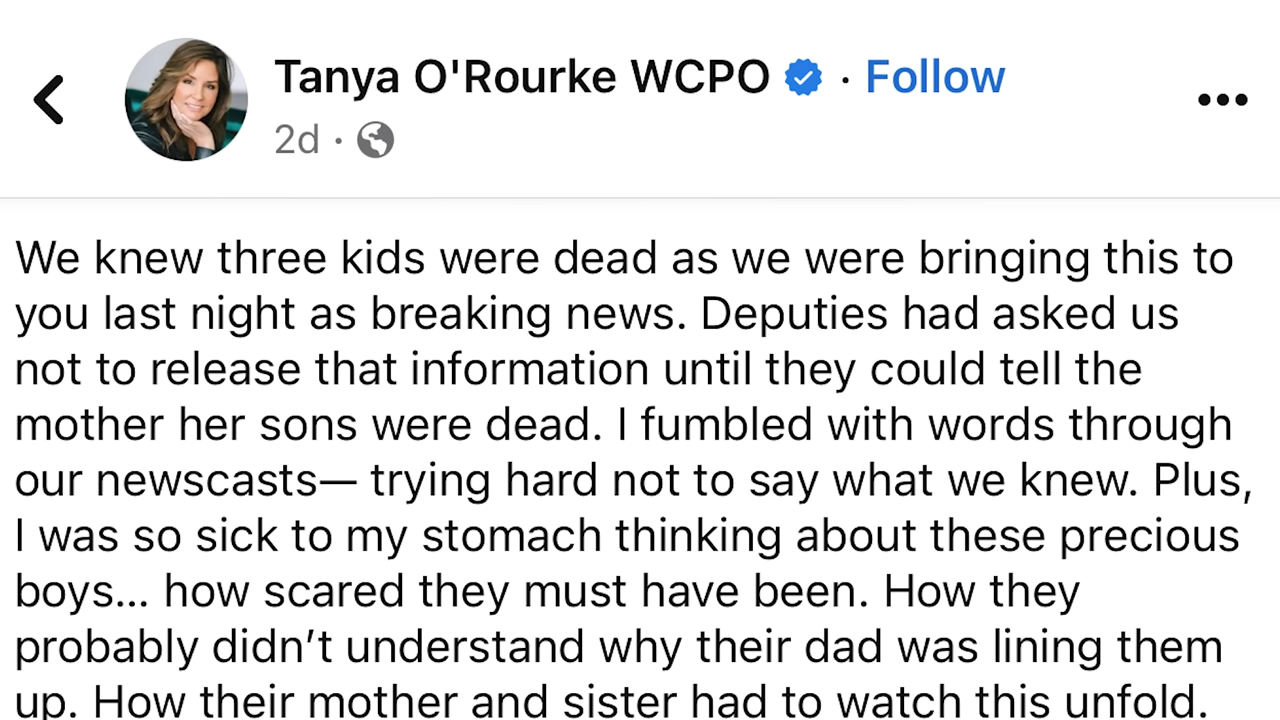 Tanya O'Rourke WCPO · Follow
2d ·
We knew three kids were dead as we were bringing this to
you last night as breaking news. Deputies had asked us
not to release that information until they could tell the
mother her sons were dead. I fumbled with words through
our newscasts— trying hard not to say what we knew. Plus,
I was so sick to my stomach thinking about these precious
boys... how scared they must have been. How they
probably didn’t understand why their dad was lining them
up. How their mother and sister had to watch this unfold.